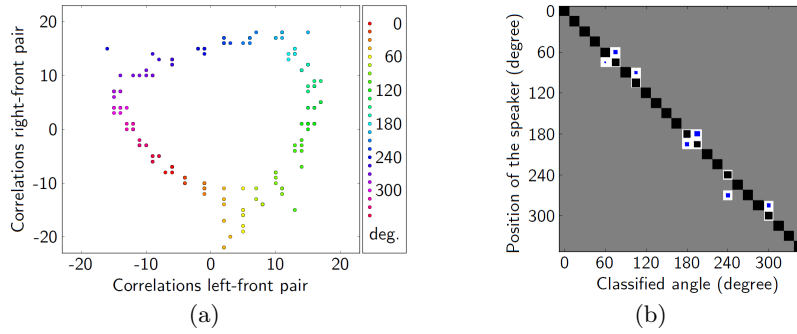 20
10
0
-10
-20
Correlations right-front pair
-20 -10 0 10 20
Correlations left-front pair
0
60
120
180
240
300
deg.
(a)
0
60
120
180
240
300
Position of the speaker (degree)
0 60 120 180 240 300
Classified angle (degree)
(b)